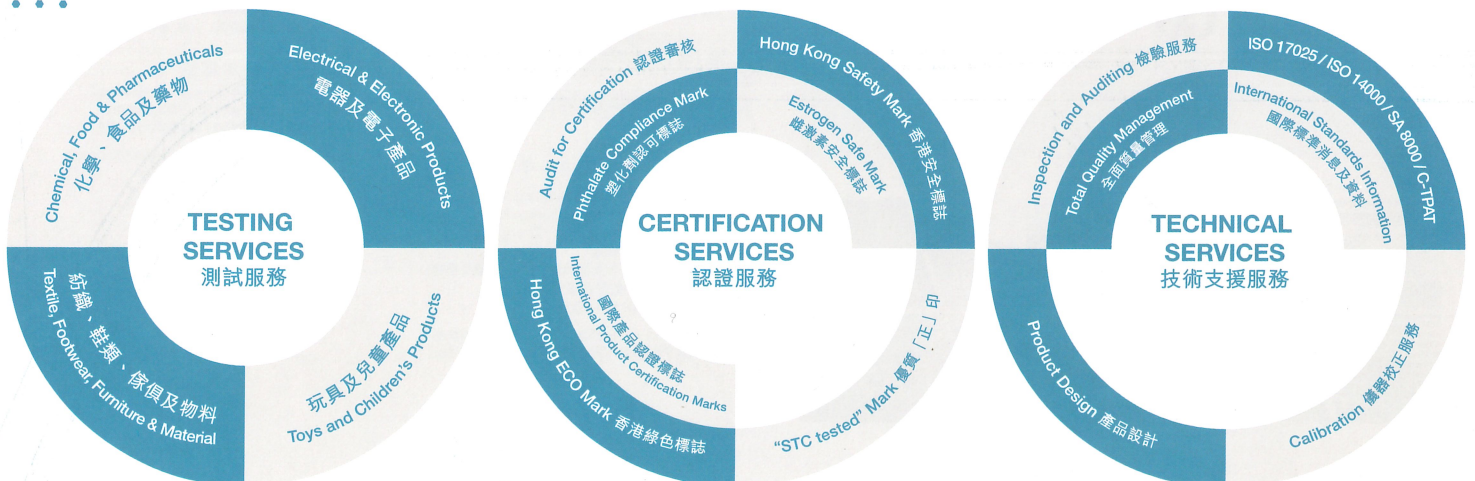 Chemical, Food & Pharmaceuticals
化學、食品及藥物
Electrical & Electronic Products
電器及電子產品
TESTING
SERVICES
測試服務
紡織、鞋類、傢俱及物料
Textile, Footwear, Furniture & Material
玩具及兒童產品
Toys and Children's Products
Audit for Certification 認證審核
Phthalate Compliance Mark
塑化劑認可標誌
Hong Kong Safety Mark 香港安全標誌
Estrogen Safe Mark
雌激素安全標誌
CERTIFICATION
SERVICES
認證服務
國際產品認證標誌
International Product Certification Marks
Hong Kong ECO Mark 香港綠色標誌
“STC tested” Mark 優質「正」印
Inspection and Auditing 檢驗服務
Total Quality Management
全面質量管理
ISO 17025 / ISO 14000 / SA 8000 / C-TPAT
International Standards Information
國際標準消息及資料
TECHNICAL
SERVICES
技術支援服務
Product Design 產品設計
Calibration 儀器校正服務